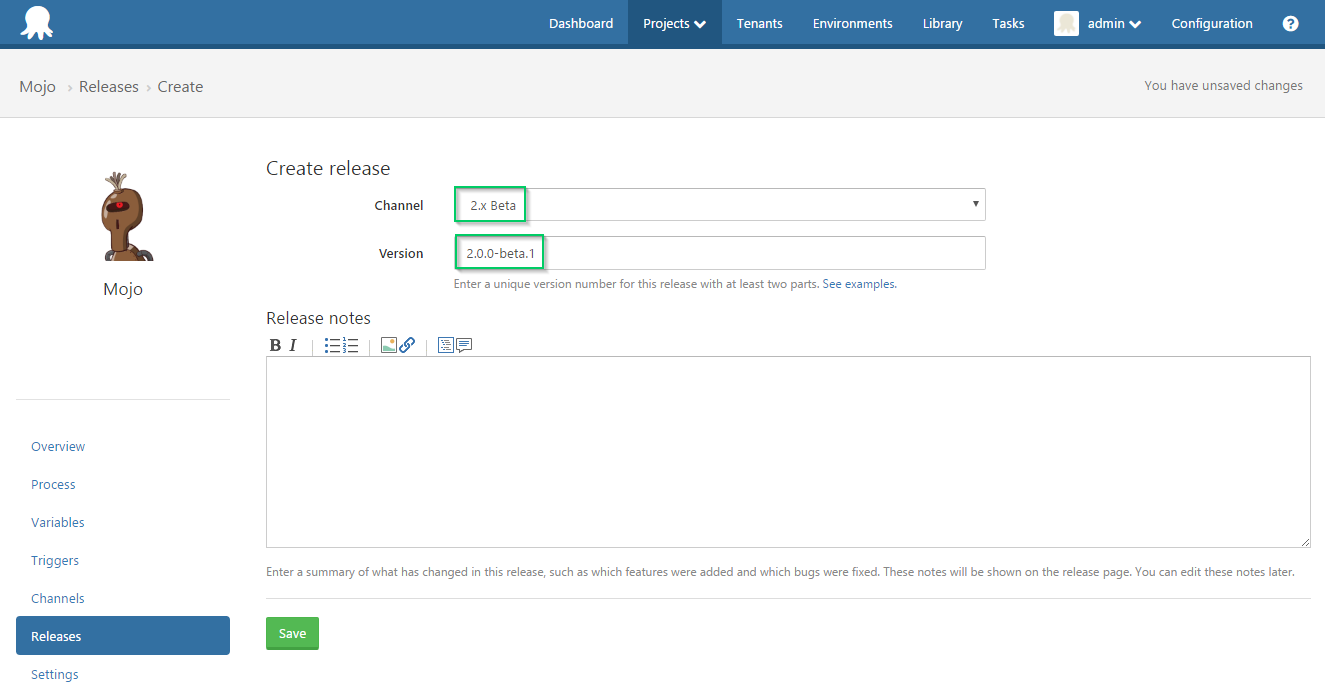 Dashboard Projects Tenants Environments Library Tasks admin Configuration ?
Mojo › Releases › Create You have unsaved changes
Create release
Channel 2.x Beta
Version 2.0.0-beta.1
Enter a unique version number for this release with at least two parts. See examples.
Mojo
Release notes
B I
Enter a summary of what has changed in this release, such as which features were added and which bugs were fixed. These notes will be shown on the release page. You can edit these notes later.
Save
Overview
Process
Variables
Triggers
Channels
Releases
Settings